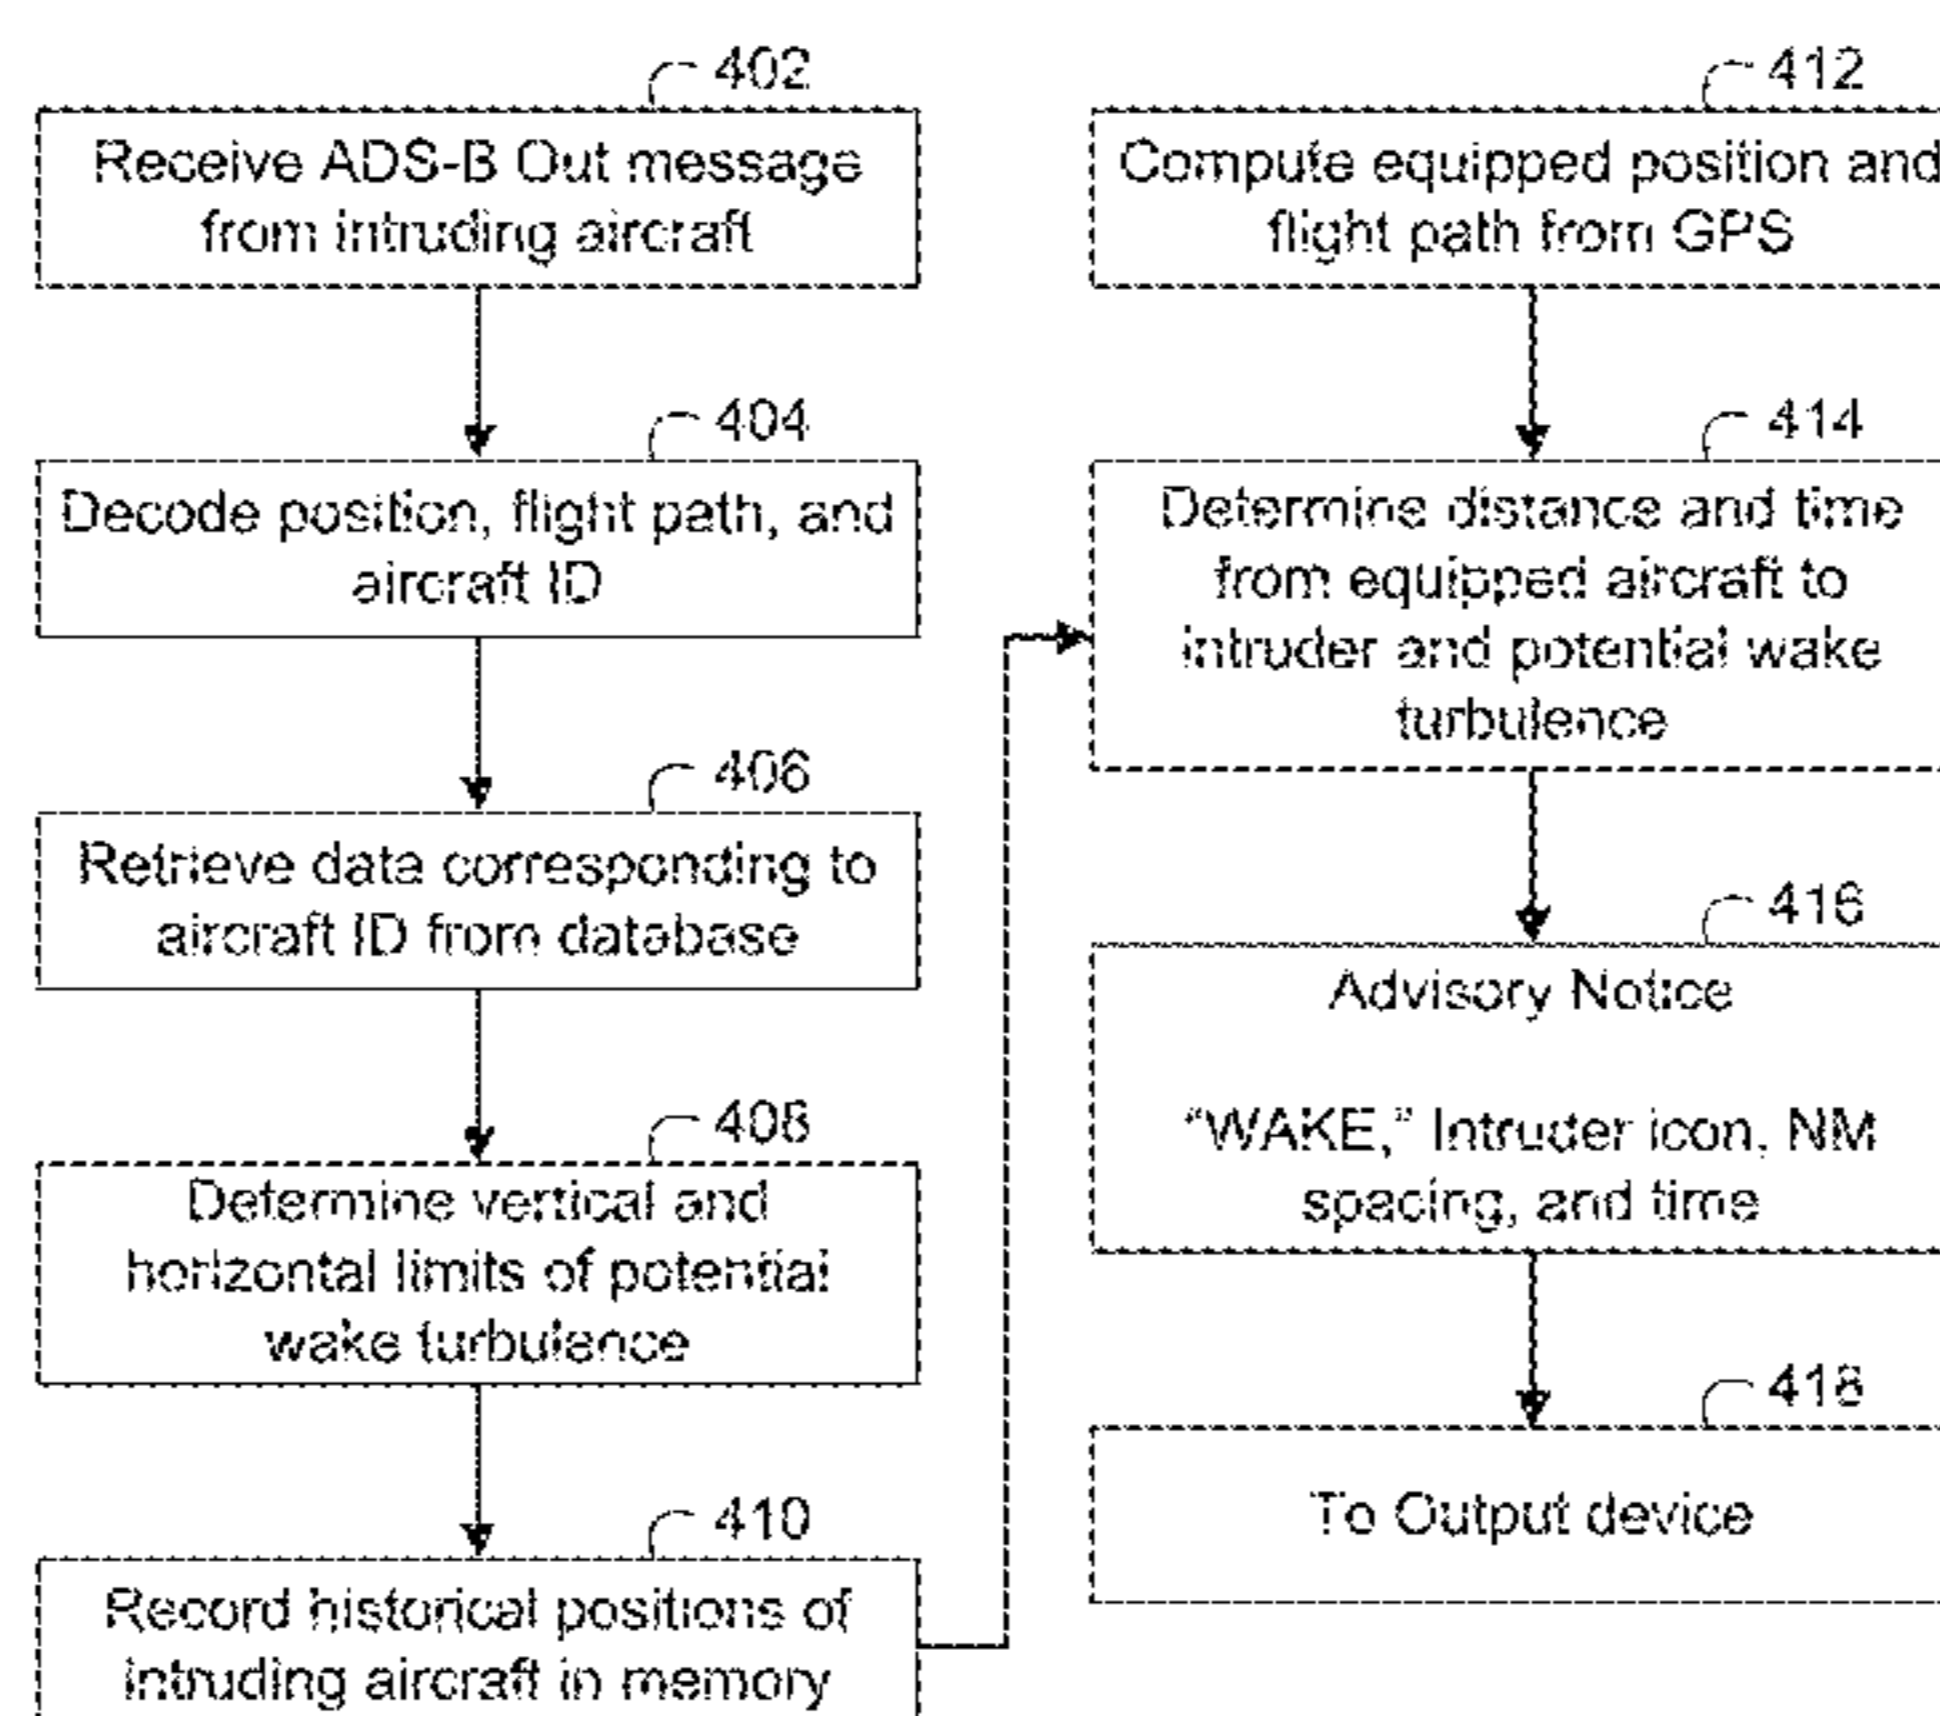 402
Receive ADS-B Out message
from intruding aircraft
404
Decode position, flight path, and
aircraft ID
406
Retrieve data corresponding to
aircraft ID from database
408
Determine vertical and
horizontal limits of potential
wake turbulence
410
Record historical positions of
intruding aircraft in memory
412
Compute equipped position and
flight path from GPS
414
Determine distance and time
from equipped aircraft to
intruder and potential wake
turbulence
416
Advisory Notice
“WAKE,” Intruder icon, NM
spacing, and time
418
To Output device